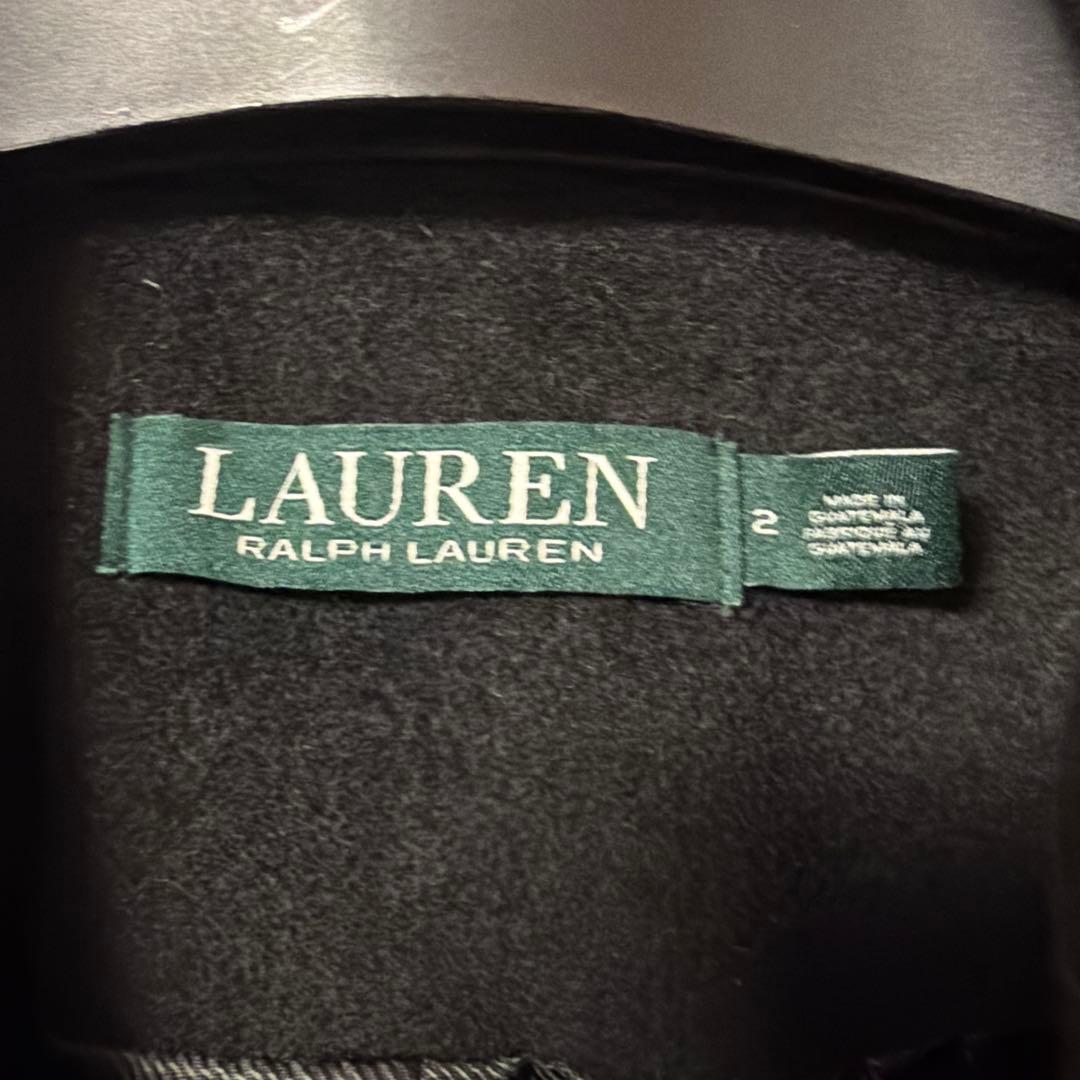 LAUREN
RALPH LAUREN
2
MADE IN
GUATEMALA
FABRIQUÉ AU
GUATEMALA